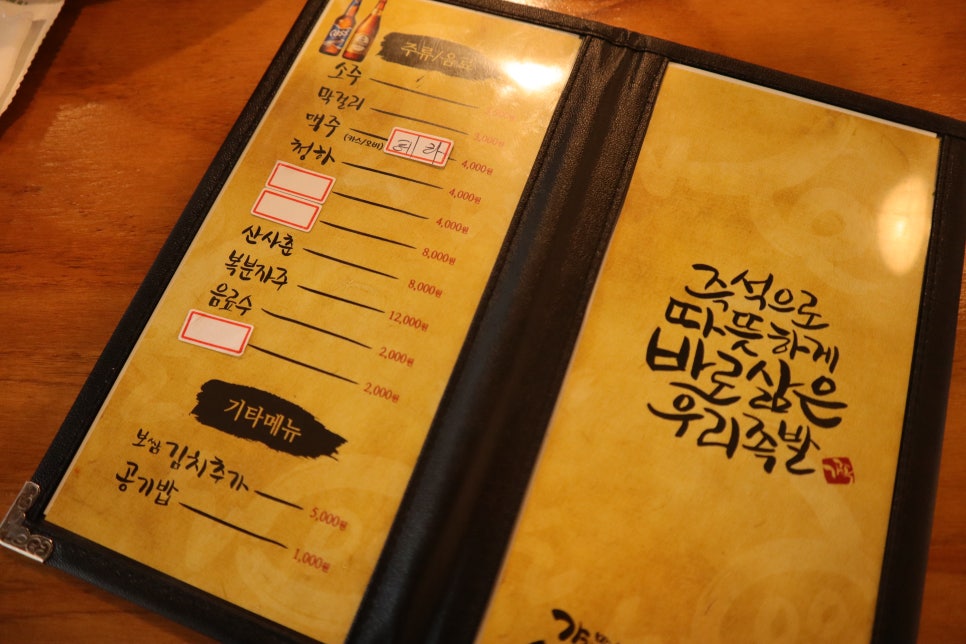 주류/음료
소주
막걸리 3,000원
맥주 (카스/오비) 테라 4,000원
청하 4,000원
4,000원
8,000원
산사춘 8,000원
복분자주 12,000원
음료수 2,000원
2,000원
기타메뉴
보쌈 김치추가 5,000원
공기밥 1,000원
즉석으로
따뜻하게
바로 삶은
우리족발